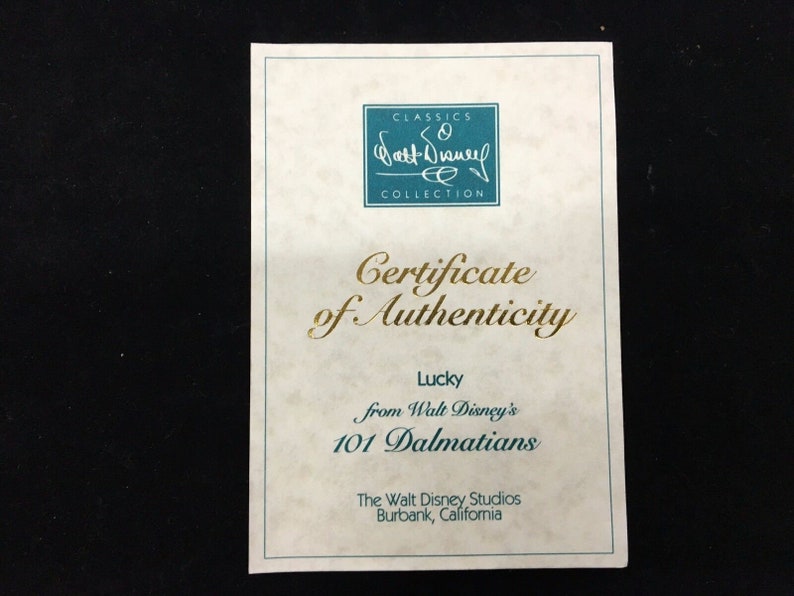 CLASSICS
Walt Disney
COLLECTION
Certificate
of Authenticity
Lucky
from Walt Disney's
101 Dalmatians
The Walt Disney Studios
Burbank, California